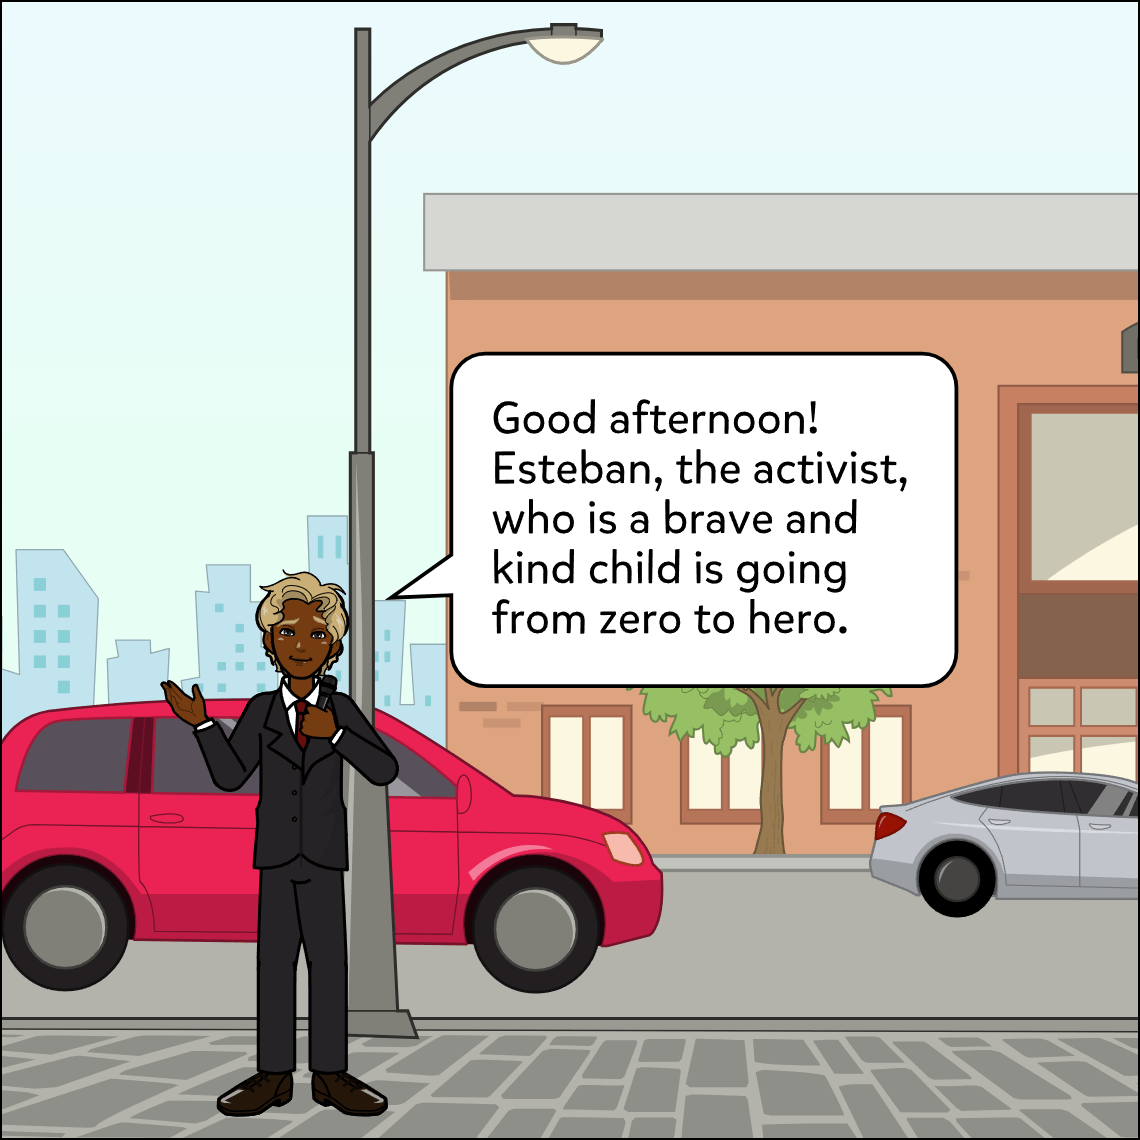 Good afternoon!
Esteban, the activist,
who is a brave and
kind child is going
from zero to hero.